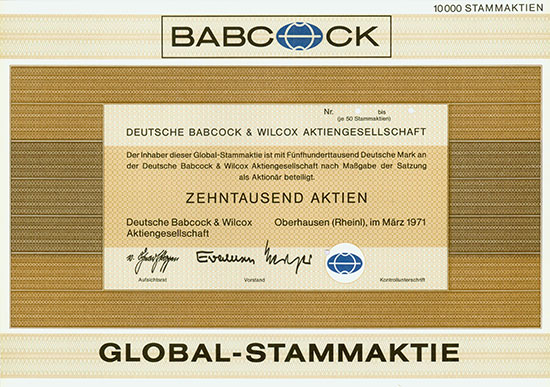 10000 STAMMAKTIEN
BABCOCK
Nr. bis
(je 50 Stammaktien)
DEUTSCHE BABCOCK & WILCOX AKTIENGESELLSCHAFT
Der Inhaber dieser Global-Stammaktie ist mit Fünfhunderttausend Deutsche Mark an
der Deutsche Babcock & Wilcox Aktiengesellschaft nach Maßgabe der Satzung
als Aktionär beteiligt.
ZEHNTAUSEND AKTIEN
Deutsche Babcock & Wilcox Oberhausen (Rheinl), im März 1971
Aktiengesellschaft
Aufsichtsrat Vorstand Kontrollunterschrift
GLOBAL-STAMMAKTIE